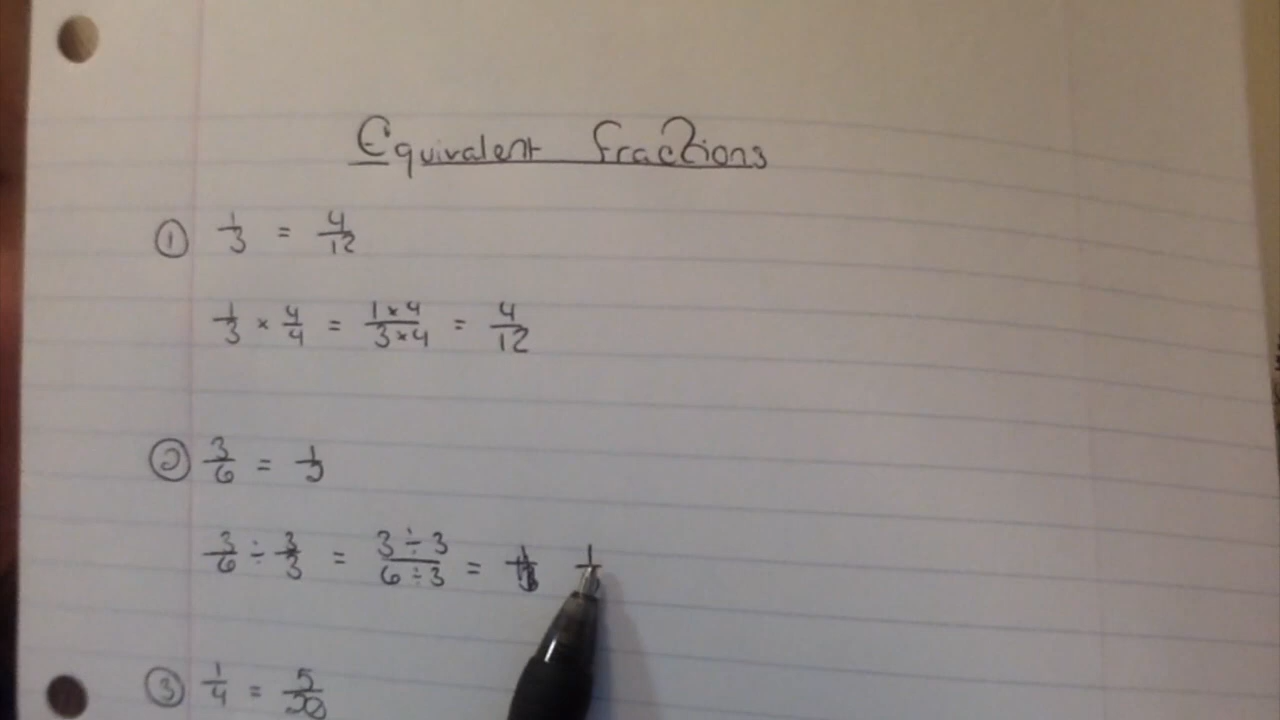 Equivalent Fractions
① 1/3 = 4/12
1/3 × 4/4 = 1×4/3×4 = 4/12
② 3/6 = 1/2
3/6 ÷ 3/3 = 3÷3/6÷3 = 1
③ 1/4 = 5/20